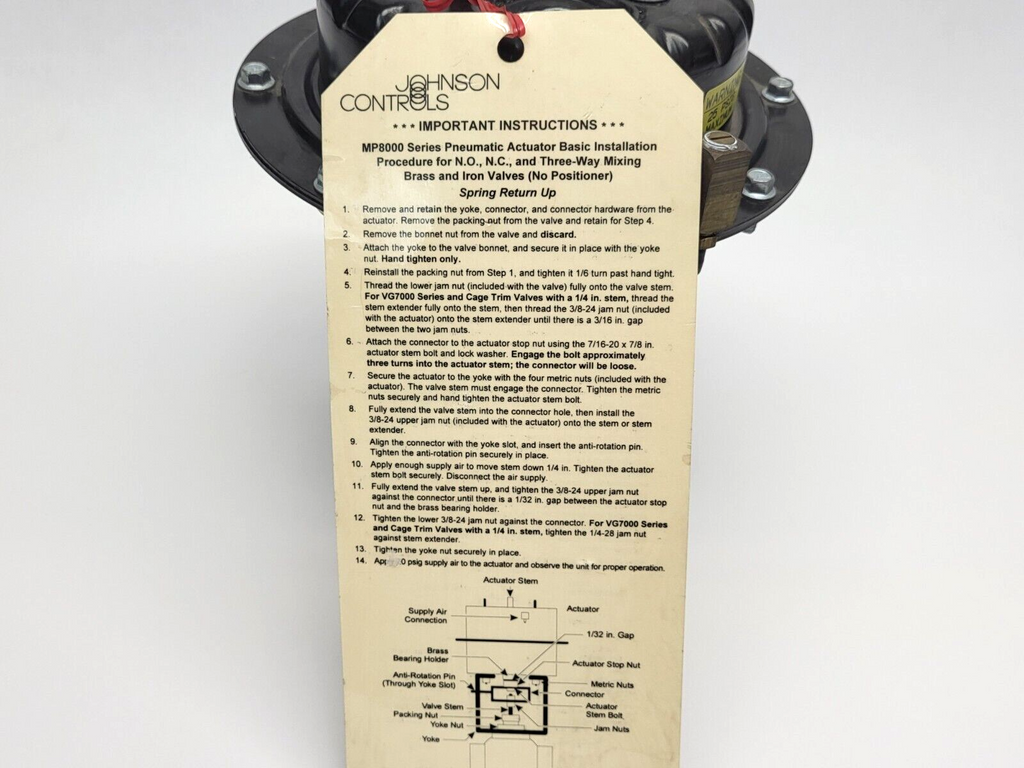 JOHNSON
CONTROLS
* * * IMPORTANT INSTRUCTIONS * * *
MP8000 Series Pneumatic Actuator Basic Installation
Procedure for N.O., N.C., and Three-Way Mixing
Brass and Iron Valves (No Positioner)
Spring Return Up
1. Remove and retain the yoke, connector, and connector hardware from the
actuator. Remove the packing nut from the valve and retain for Step 4.
2. Remove the bonnet nut from the valve and discard.
3. Attach the yoke to the valve bonnet, and secure it in place with the yoke
nut. Hand tighten only.
4. Reinstall the packing nut from Step 1, and tighten it 1/6 turn past hand tight.
5. Thread the lower jam nut (included with the valve) fully onto the valve stem.
For VG7000 Series and Cage Trim Valves with a 1/4 in. stem, thread the
stem extender fully onto the stem, then thread the 3/8-24 jam nut (included
with the actuator) onto the stem extender until there is a 3/16 in. gap
between the two jam nuts.
6. Attach the connector to the actuator stop nut using the 7/16-20 x 7/8 in.
actuator stem bolt and lock washer. Engage the bolt approximately
three turns into the actuator stem; the connector will be loose.
7. Secure the actuator to the yoke with the four metric nuts (included with the
actuator). The valve stem must engage the connector. Tighten the metric
nuts securely and hand tighten the actuator stem bolt.
8. Fully extend the valve stem into the connector hole, then install the
3/8-24 upper jam nut (included with the actuator) onto the stem or stem
extender.
9. Align the connector with the yoke slot, and insert the anti-rotation pin.
Tighten the anti-rotation pin securely in place.
10. Apply enough supply air to move stem down 1/4 in. Tighten the actuator
stem bolt securely. Disconnect the air supply.
11. Fully extend the valve stem up, and tighten the 3/8-24 upper jam nut
against the connector until there is a 1/32 in. gap between the actuator stop
nut and the brass bearing holder.
12. Tighten the lower 3/8-24 jam nut against the connector. For VG7000 Series
and Cage Trim Valves with a 1/4 in. stem, tighten the 1/4-28 jam nut
against stem extender.
13. Tighten the yoke nut securely in place.
14. psig supply air to the actuator and observe the unit for proper operation.
Actuator Stem
Supply Air
Connection
Actuator
1/32 in. Gap
Brass
Bearing Holder
Actuator Stop Nut
Anti-Rotation Pin
(Through Yoke Slot)
Metric Nuts
Connector
Valve Stem
Actuator
Stem Bolt
Packing Nut
Yoke Nut
Jam Nuts
Yoke